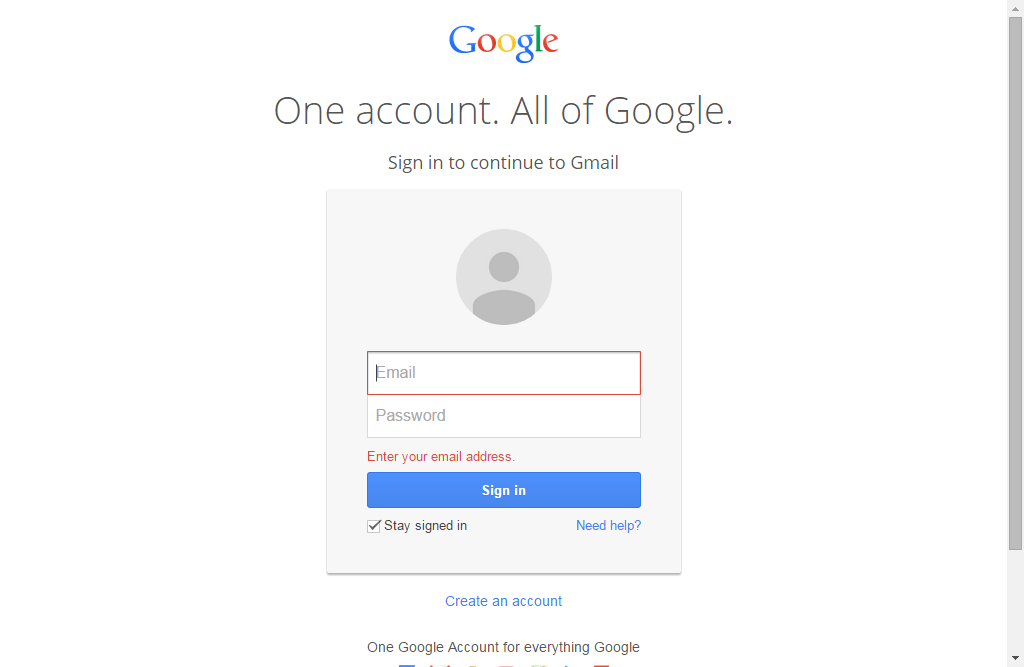 Google
One account. All of Google.
Sign in to continue to Gmail
Email
Password
Enter your email address.
Sign in
Stay signed in Need help?
Create an account
One Google Account for everything Google